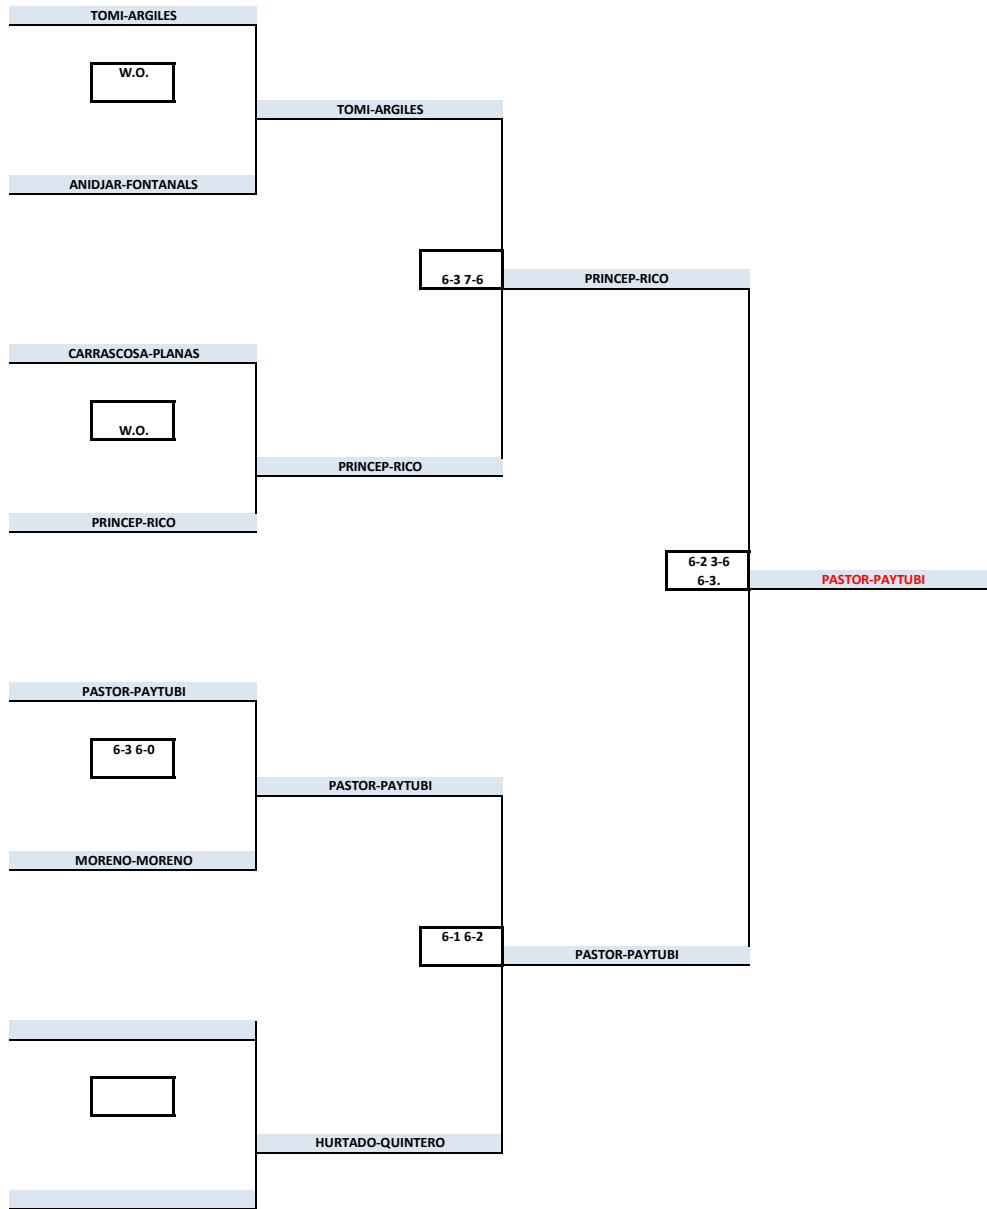 TOMI-ARGILES
W.O.
TOMI-ARGILES
ANIDJAR-FONTANALS
6-3 7-6
PRINCEP-RICO
CARRASCOSA-PLANAS
W.O.
PRINCEP-RICO
PRINCEP-RICO
6-2 3-6
6-3.
PASTOR-PAYTUBI
PASTOR-PAYTUBI
6-3 6-0
PASTOR-PAYTUBI
MORENO-MORENO
6-1 6-2
PASTOR-PAYTUBI
HURTADO-QUINTERO